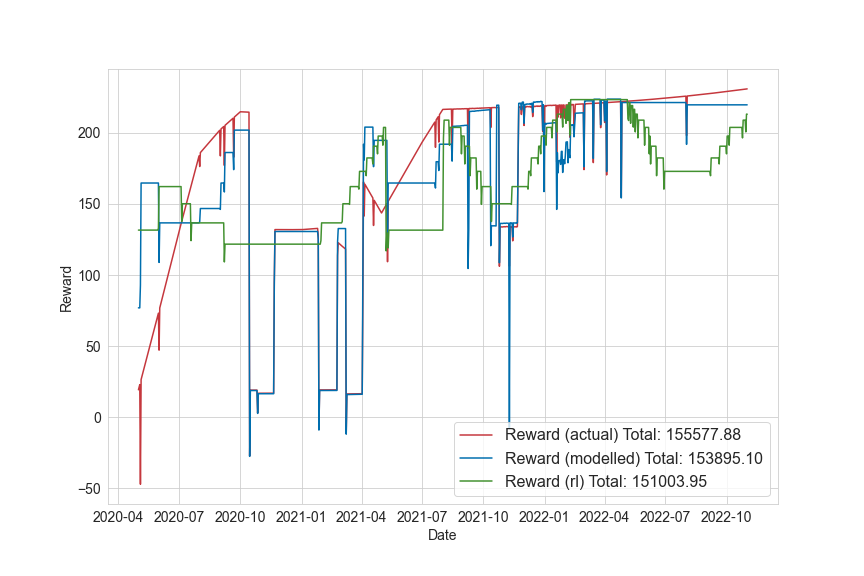 200
150
100
50
0
−50
Reward
Reward (actual) Total: 155577.88
Reward (modelled) Total: 153895.10
Reward (rl) Total: 151003.95
2020-04 2020-07 2020-10 2021-01 2021-04 2021-07 2021-10 2022-01 2022-04 2022-07 2022-10
Date